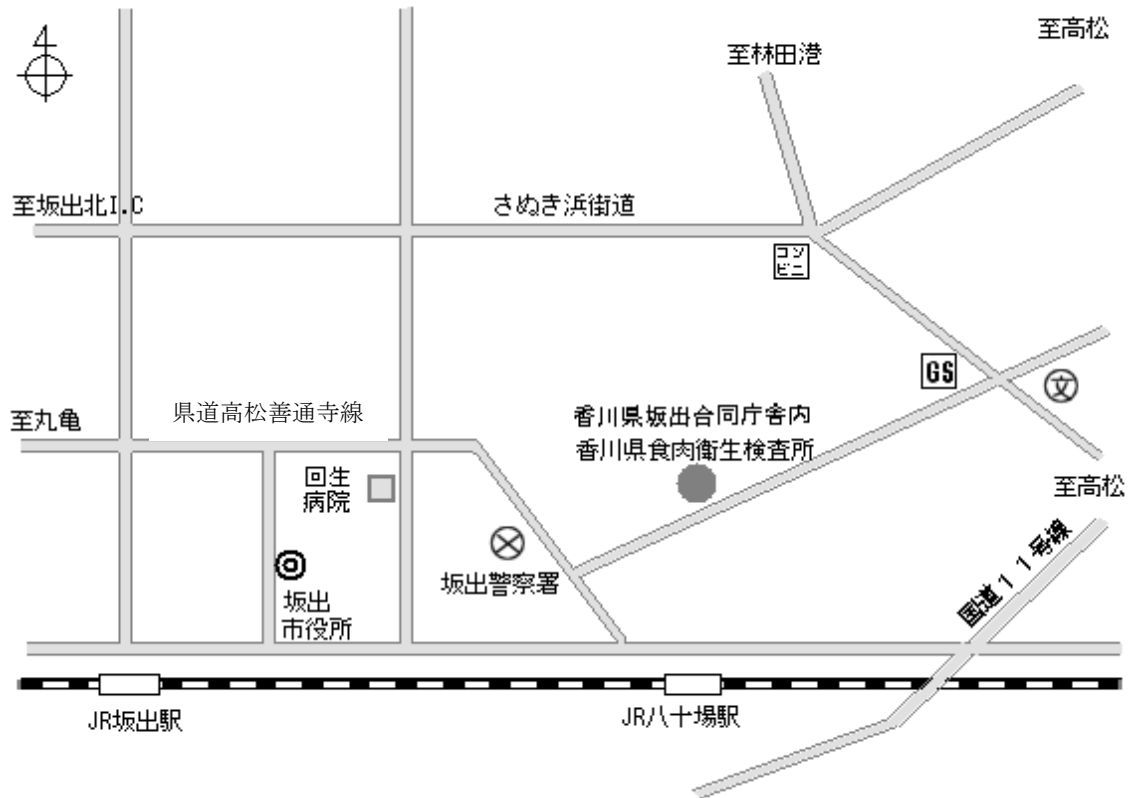 至高松
至林田港
至坂出北I.C
さぬき浜街道
コン
ビニ
GS
文
至丸亀
県道高松善通寺線
香川県坂出合同庁舎内
香川県食肉衛生検査所
回生
病院
至高松
国道11号線
坂出警察署
坂出
市役所
JR坂出駅
JR八十場駅